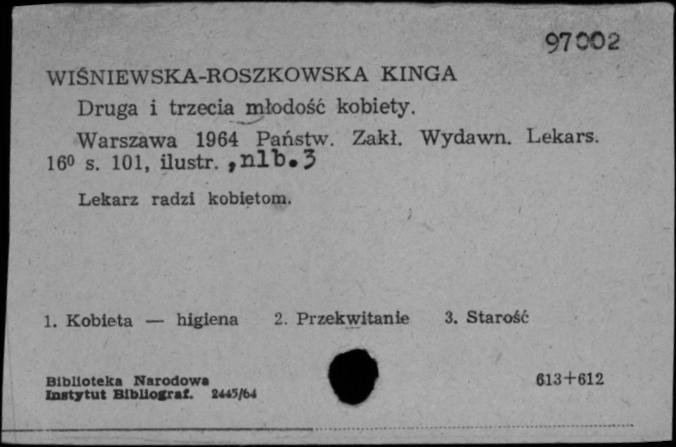 97002
WIŚNIEWSKA-ROSZKOWSKA KINGA
Druga i trzecia młodość kobiety.
Warszawa 1964 Państw. Zakł. Wydawn. Lekars.
16⁰ s. 101, ilustr. , nlb. 3
Lekarz radzi kobietom.
1. Kobieta — higiena 2. Przekwitanie 3. Starość
Biblioteka Narodowa
Instytut Bibliograf. 2445/64
613+612